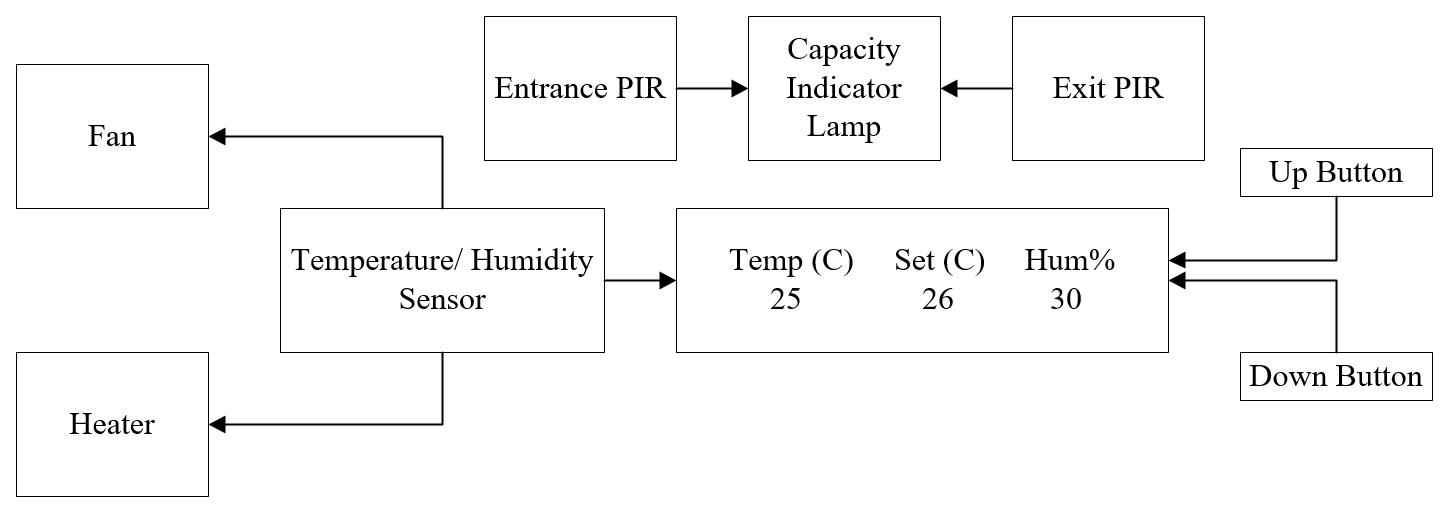 Entrance PIR
Capacity
Indicator
Lamp
Exit PIR
Fan
Up Button
Temperature/ Humidity
Sensor
Temp (C) Set (C) Hum%
25 26 30
Down Button
Heater